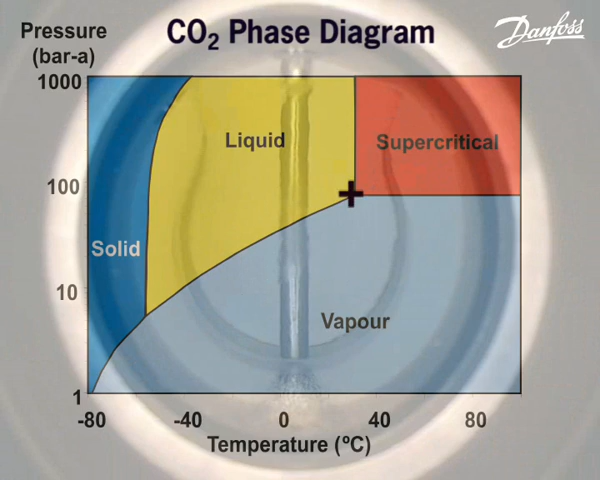 Pressure
(bar-a)
CO₂ Phase Diagram
Danfoss
1000
100
10
1
Liquid
Supercritical
Solid
Vapour
-80
-40
0
40
80
Temperature (ºC)